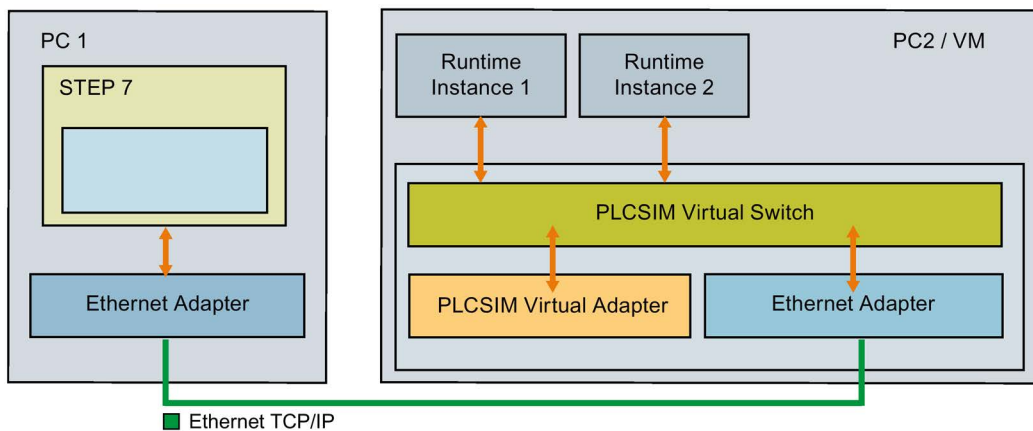 PC 1
STEP 7
Ethernet Adapter
PC2 / VM
Runtime
Instance 1
Runtime
Instance 2
PLCSIM Virtual Switch
PLCSIM Virtual Adapter
Ethernet Adapter
Ethernet TCP/IP